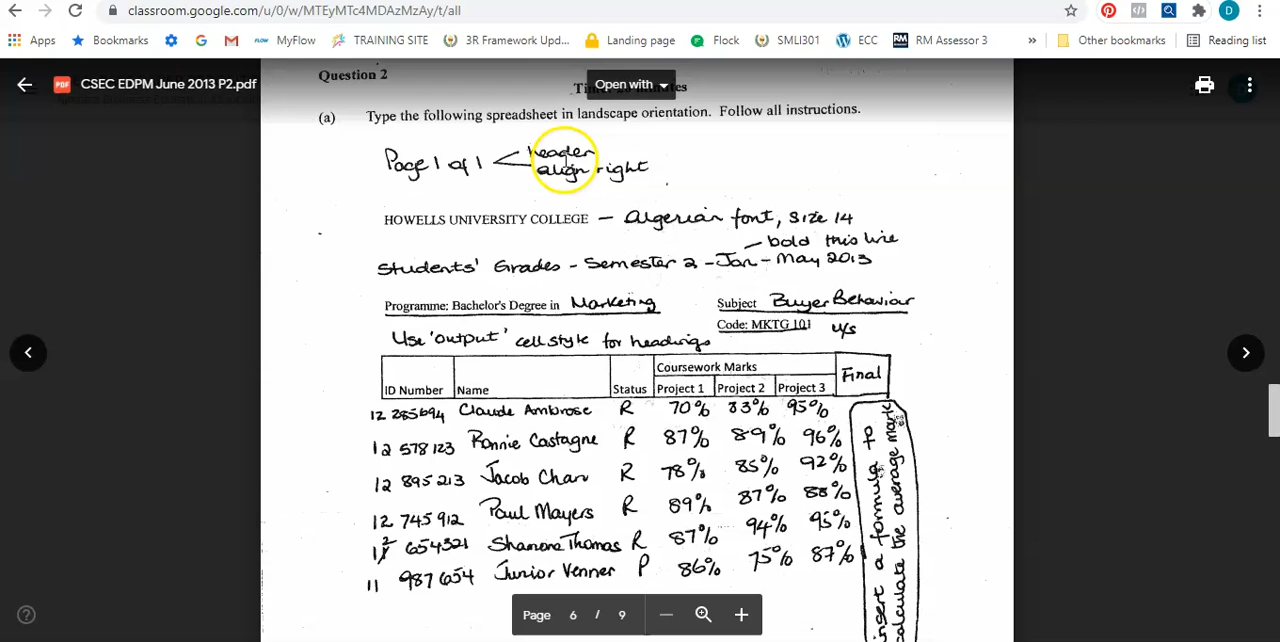 classroom.google.com/u/0/w/MTEyMTc4MDAzMzAy/t/all
D
Apps Bookmarks MyFlow TRAINING SITE 3R Framework Upd... Landing page Flock SMLI301 ECC RM Assessor 3 » Other bookmarks Reading list
PDF CSEC EDPM June 2013 P2.pdf
Open with
Question 2
(a) Type the following spreadsheet in landscape orientation. Follow all instructions.
Page 1 of 1 header
align right
HOWELLS UNIVERSITY COLLEGE – Algerian font, size 14
bold this line
Students' Grades – Semester 2 – Jan – May 2013
Programme: Bachelor's Degree in Marketing Subject Buyer Behaviour
Code: MKTG 101 u/s
Use 'output' cell style for headings
Coursework Marks Final
ID Number Name Status Project 1 Project 2 Project 3
12 285694 Claude Ambrose R 70% 83% 95%
12 578123 Ronnie Castagne R 87% 89% 96%
12 895213 Jacob Chan R 78% 85% 92%
12 745912 Paul Mayers R 89% 87% 88%
12 654321 Thomas R 87% 94% 95%
11 987654 Junior Venner P 86% 75% 87%
insert a formula to
calculate the average mark
Page 6 / 9